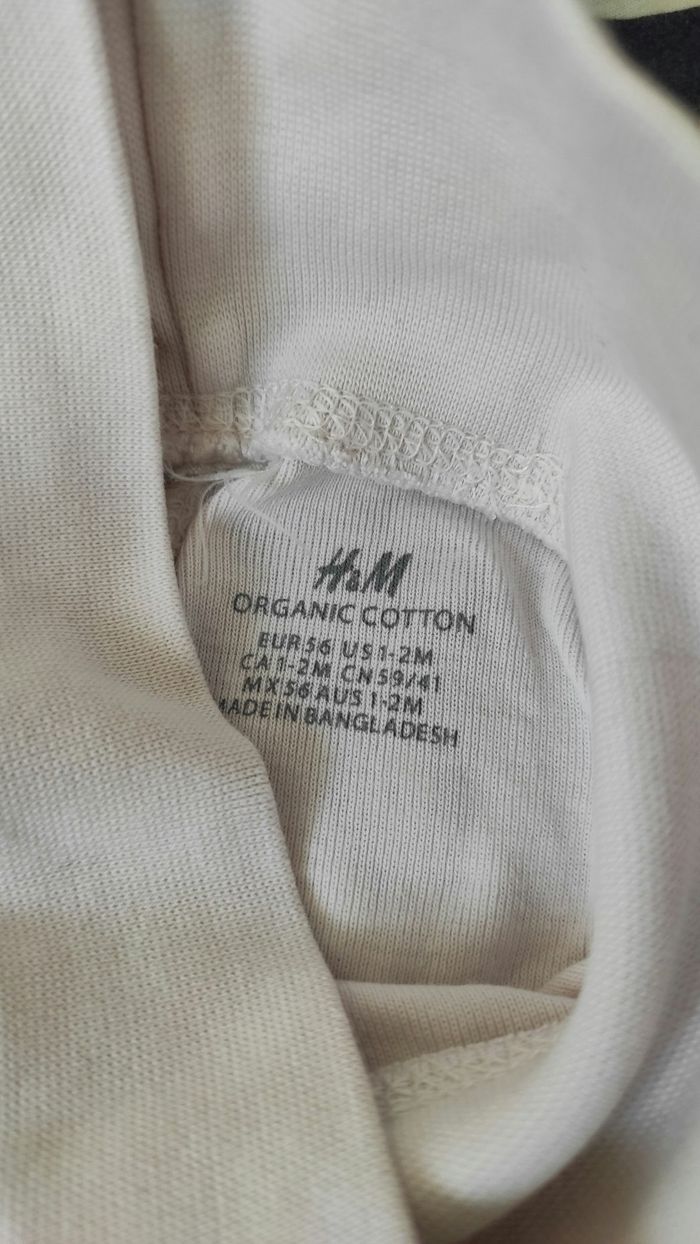 H&M
ORGANIC COTTON
EUR 56 US 1-2M
CA 1-2M CN 59/41
MX 56 AUS 1-2M
MADE IN BANGLADESH